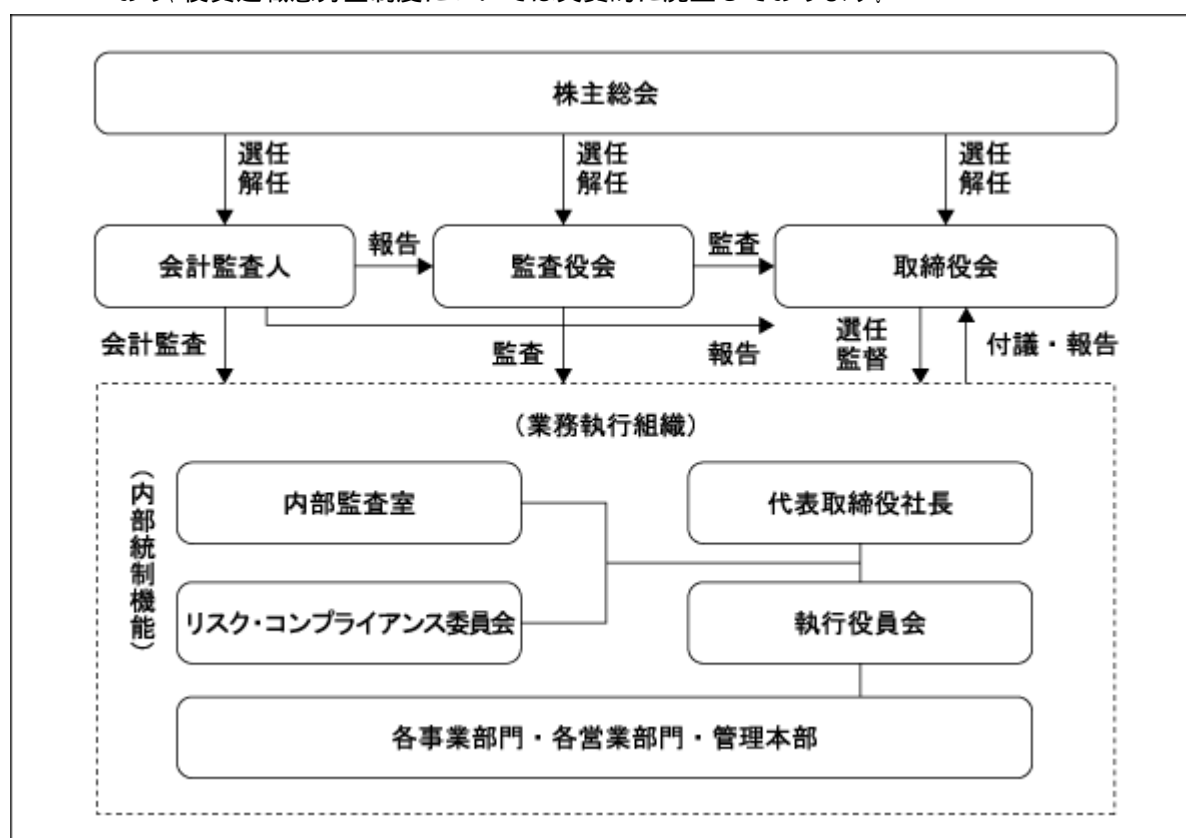 株主総会
選任
解任
選任
解任
選任
解任
会計監査人
報告
監査役会
監査
取締役会
会計監査
監査
報告
選任
監督
付議・報告
(業務執行組織)
(内部統制機能)
内部監査室
代表取締役社長
リスク・コンプライアンス委員会
執行役員会
各事業部門・各営業部門・管理本部